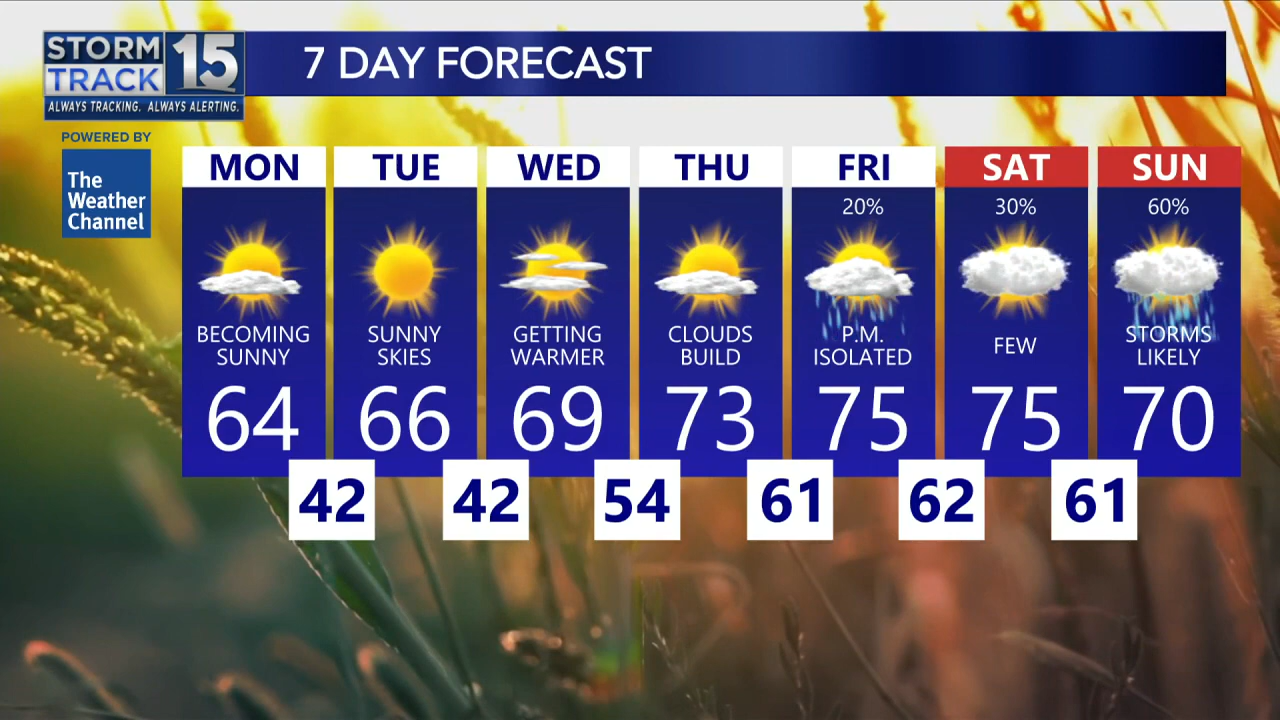 STORM
TRACK
15
ALWAYS TRACKING. ALWAYS ALERTING.
7 DAY FORECAST
POWERED BY
The
Weather
Channel
MON
BECOMING
SUNNY
64
TUE
SUNNY
SKIES
66
WED
GETTING
WARMER
69
THU
CLOUDS
BUILD
73
FRI
20%
P.M.
ISOLATED
75
SAT
30%
FEW
75
SUN
60%
STORMS
LIKELY
70
42
42
54
61
62
61